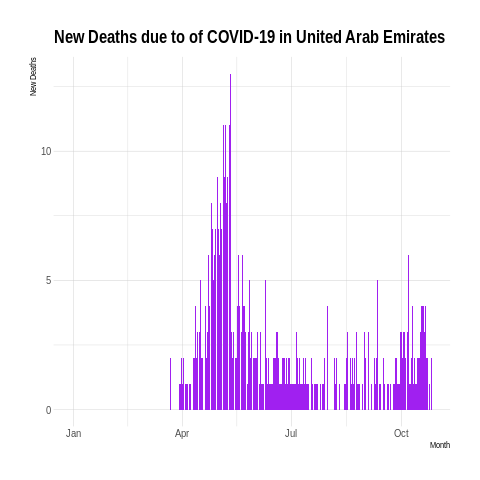 New Deaths due to of COVID-19 in United Arab Emirates
New Deaths
10
5
0
Jan Apr Jul Oct
Month